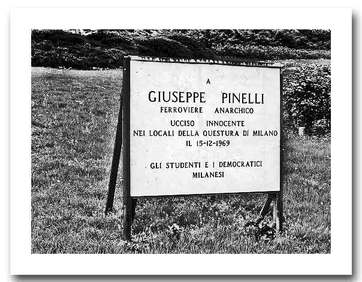 A
GIUSEPPE PINELLI
FERROVIERE ANARCHICO
UCCISO INNOCENTE
NEI LOCALI DELLA QUESTURA DI MILANO
IL 15-12-1969
GLI STUDENTI E I DEMOCRATICI
MILANESI